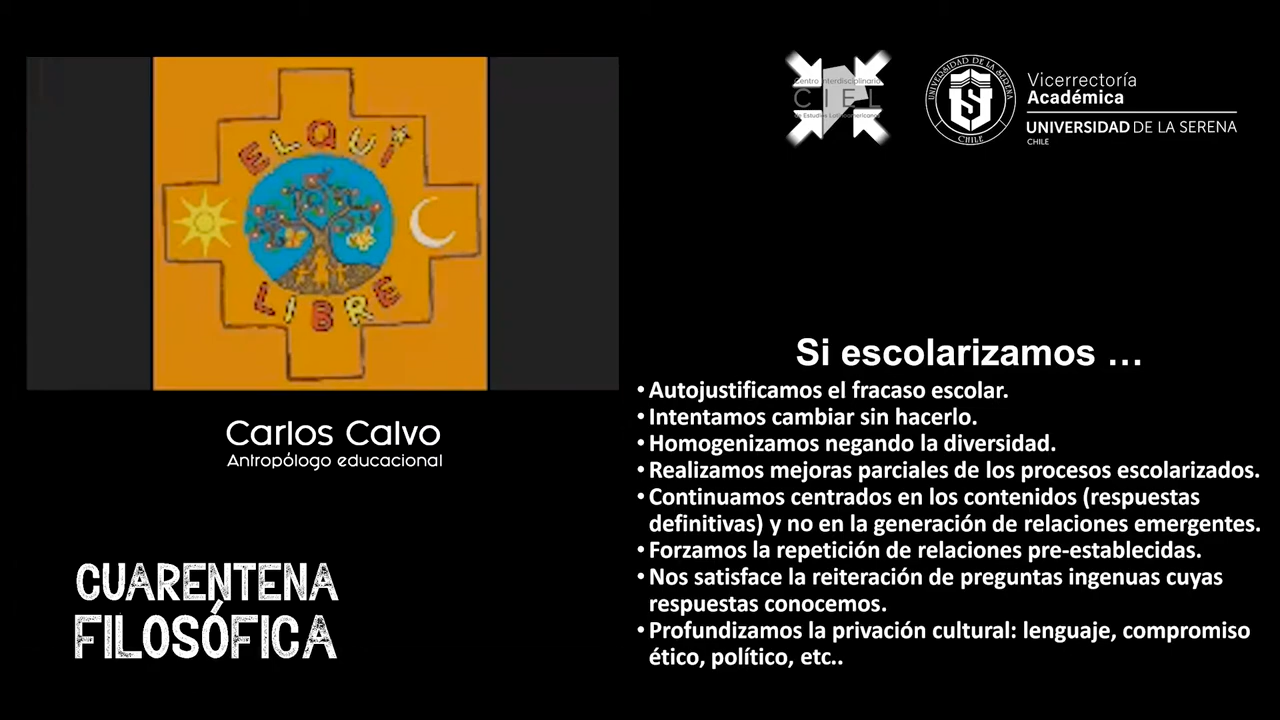 ELQUI
LIBRE
Carlos Calvo
Antropólogo educacional
CUARENTENA
FILOSÓFICA
Centro Interdisciplinario
CIEL
de Estudios Latinoamericanos
UNIVERSIDAD DE LA SERENA
CHILE
Vicerrectoría
Académica
UNIVERSIDAD DE LA SERENA
CHILE
Si escolarizamos …
• Autojustificamos el fracaso escolar.
• Intentamos cambiar sin hacerlo.
• Homogenizamos negando la diversidad.
• Realizamos mejoras parciales de los procesos escolarizados.
• Continuamos centrados en los contenidos (respuestas
definitivas) y no en la generación de relaciones emergentes.
• Forzamos la repetición de relaciones pre-establecidas.
• Nos satisface la reiteración de preguntas ingenuas cuyas
respuestas conocemos.
• Profundizamos la privación cultural: lenguaje, compromiso
ético, político, etc..